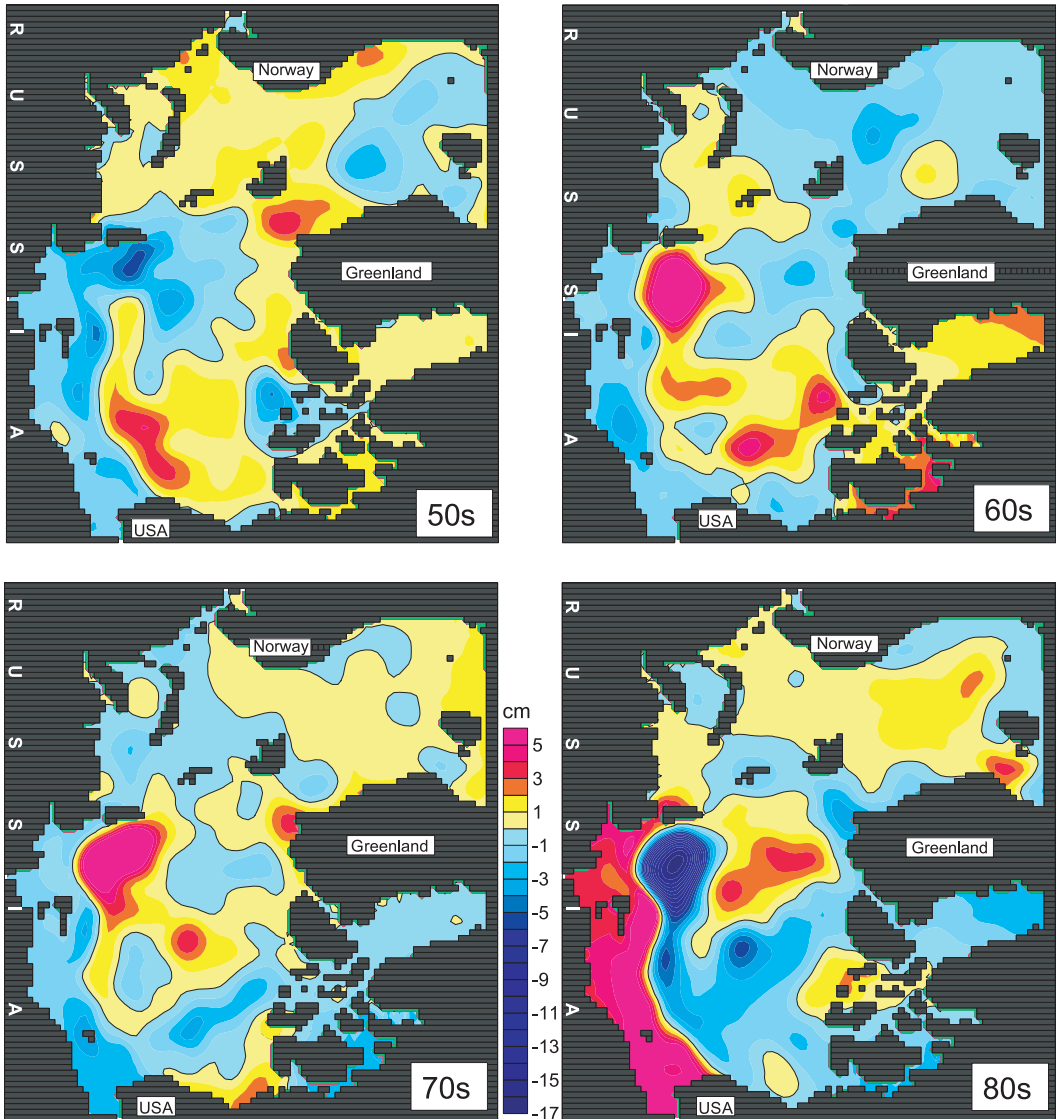 R
U
S
S
I
A
Norway
Greenland
USA
50s
R
U
S
S
I
A
Norway
Greenland
USA
60s
R
U
S
S
I
A
Norway
Greenland
USA
70s
cm
5
3
1
-1
-3
-5
-7
-9
-11
-13
-15
-17
R
U
S
S
I
A
Norway
Greenland
USA
80s